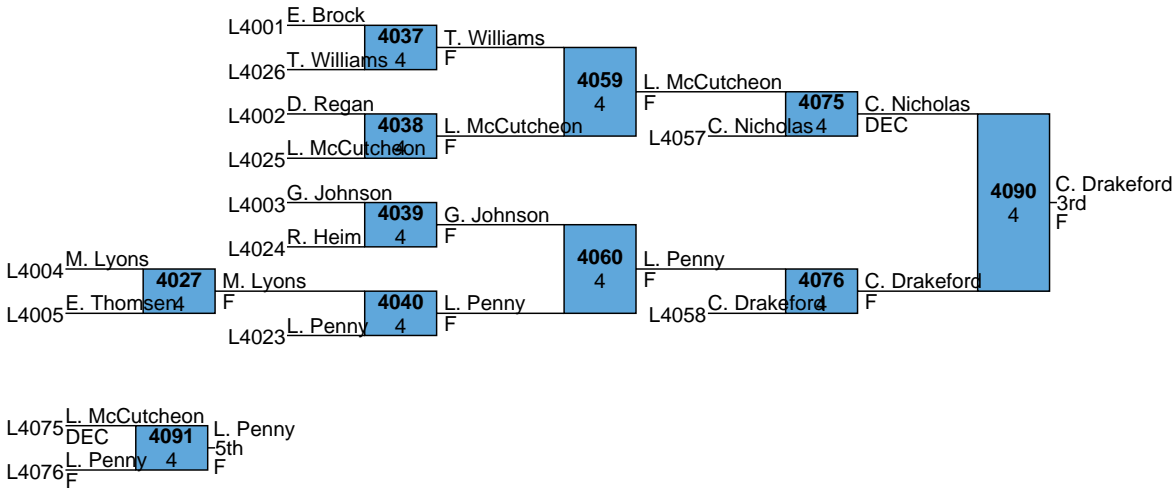 L4001 E. Brock
4037
4
L4026 T. Williams
T. Williams
F
4059
4
L4002 D. Regan
4038
4
L4025 L. McCutcheon
L. McCutcheon
F
L. McCutcheon
F
4075
4
L4057 C. Nicholas
C. Nicholas
DEC
L4003 G. Johnson
4039
4
L4024 R. Heim
G. Johnson
F
4060
4
L4004 M. Lyons
4027
4
L4005 E. Thomsen
M. Lyons
F
4040
4
L4023 L. Penny
L. Penny
F
L. Penny
F
4076
4
L4058 C. Drakeford
C. Drakeford
F
4090
4
C. Drakeford
3rd
F
L4075 L. McCutcheon
DEC
4091
4
L4076 L. Penny
F
L. Penny
5th
F